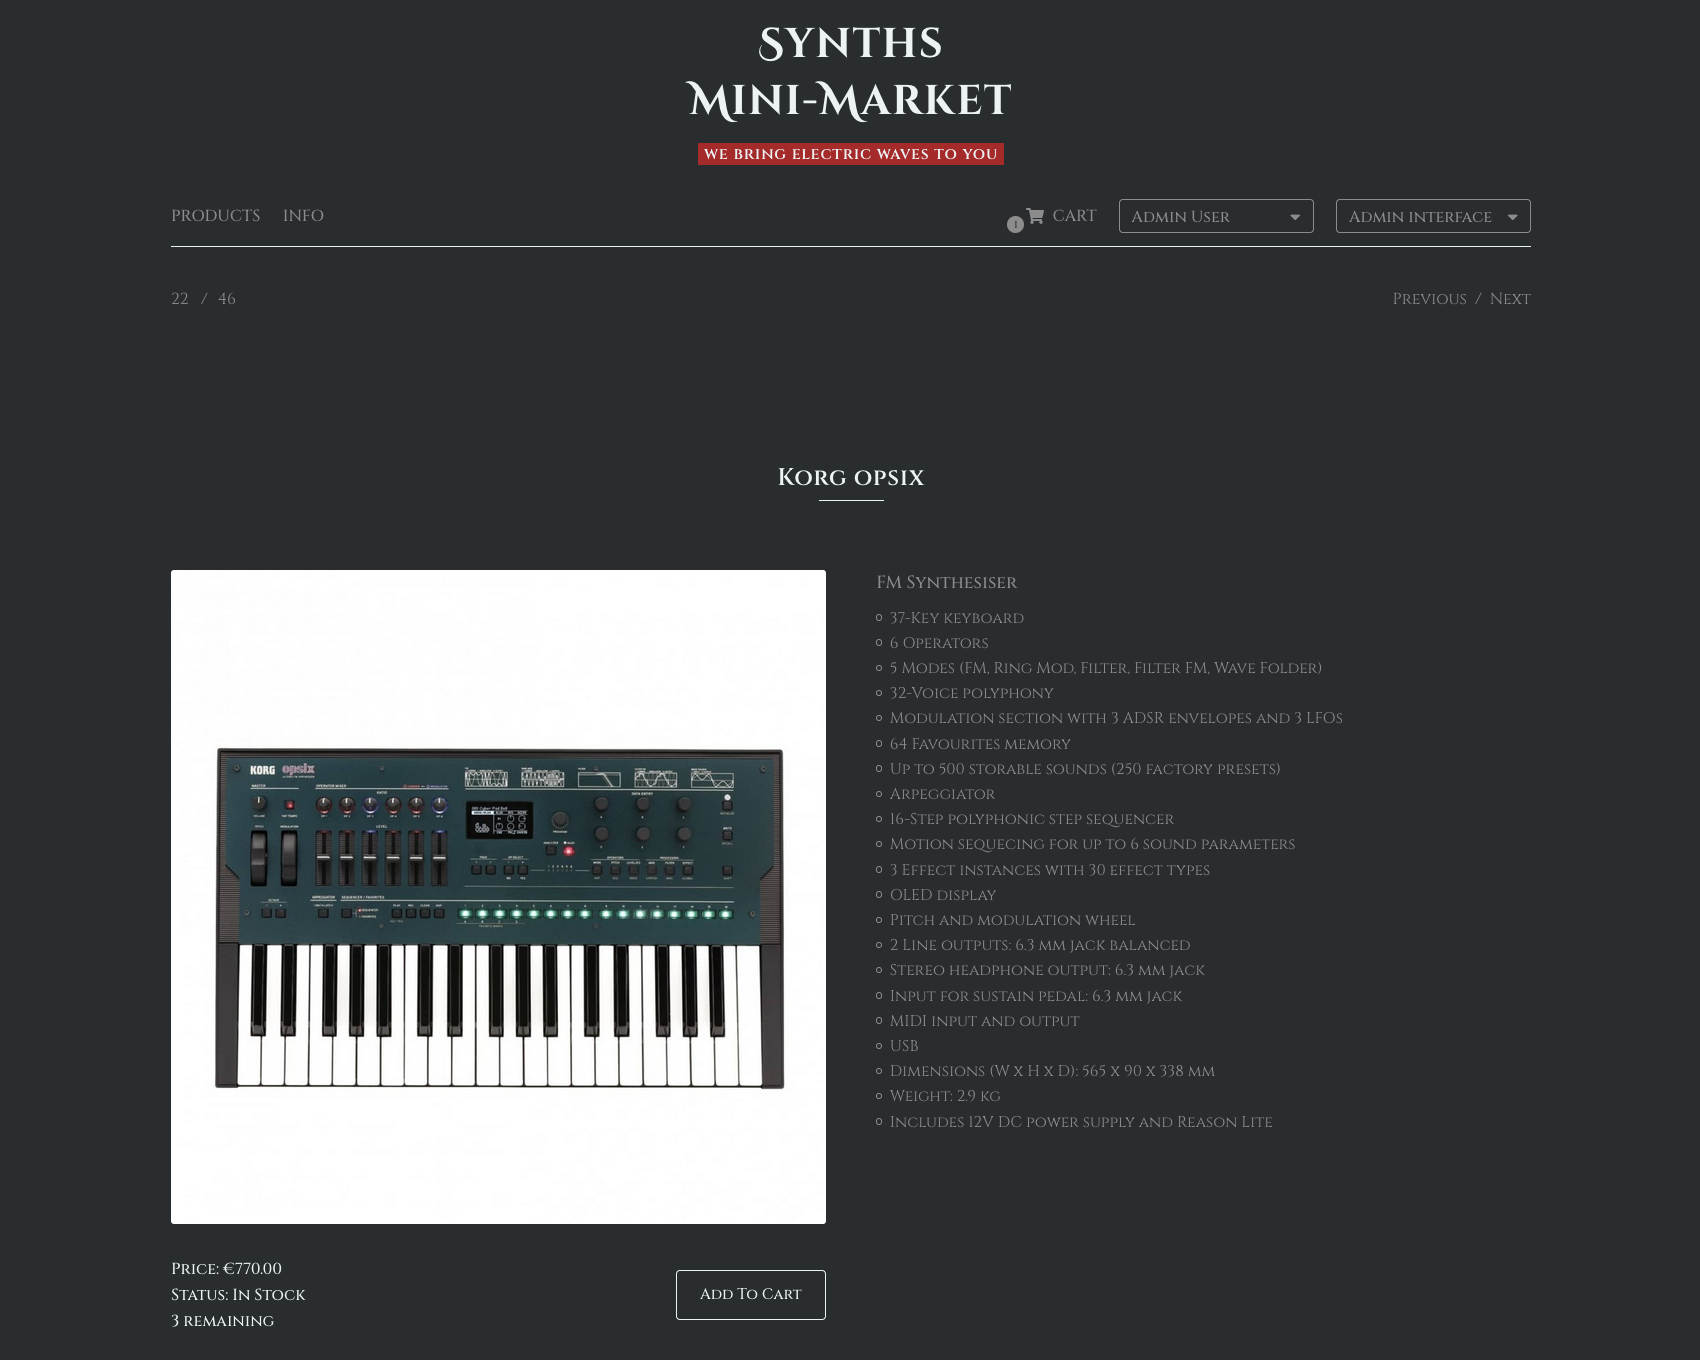 Synths
Mini-Market
We bring electric waves to you
Products Info
1 Cart Admin User Admin interface
22 / 46
Previous / Next
Korg opsix
KORG opsix
FM Synthesiser
37-Key keyboard
6 Operators
5 Modes (FM, Ring Mod, Filter, Filter FM, Wave Folder)
32-Voice polyphony
Modulation section with 3 ADSR envelopes and 3 LFOs
64 Favourites memory
Up to 500 storable sounds (250 factory presets)
Arpeggiator
16-Step polyphonic step sequencer
Motion sequecing for up to 6 sound parameters
3 Effect instances with 30 effect types
OLED display
Pitch and modulation wheel
2 Line outputs: 6.3 mm jack balanced
Stereo headphone output: 6.3 mm jack
Input for sustain pedal: 6.3 mm jack
MIDI input and output
USB
Dimensions (W x H x D): 565 x 90 x 338 mm
Weight: 2.9 kg
Includes 12V DC power supply and Reason Lite
Price: €770.00
Status: In Stock
3 remaining
Add To Cart